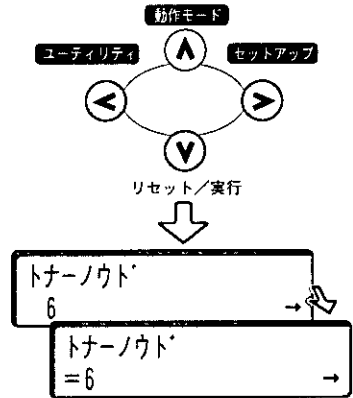 動作モード
ユーティリティ
セットアップ
リセット／実行
トナーノウド
6 →
トナーノウド
＝6 →